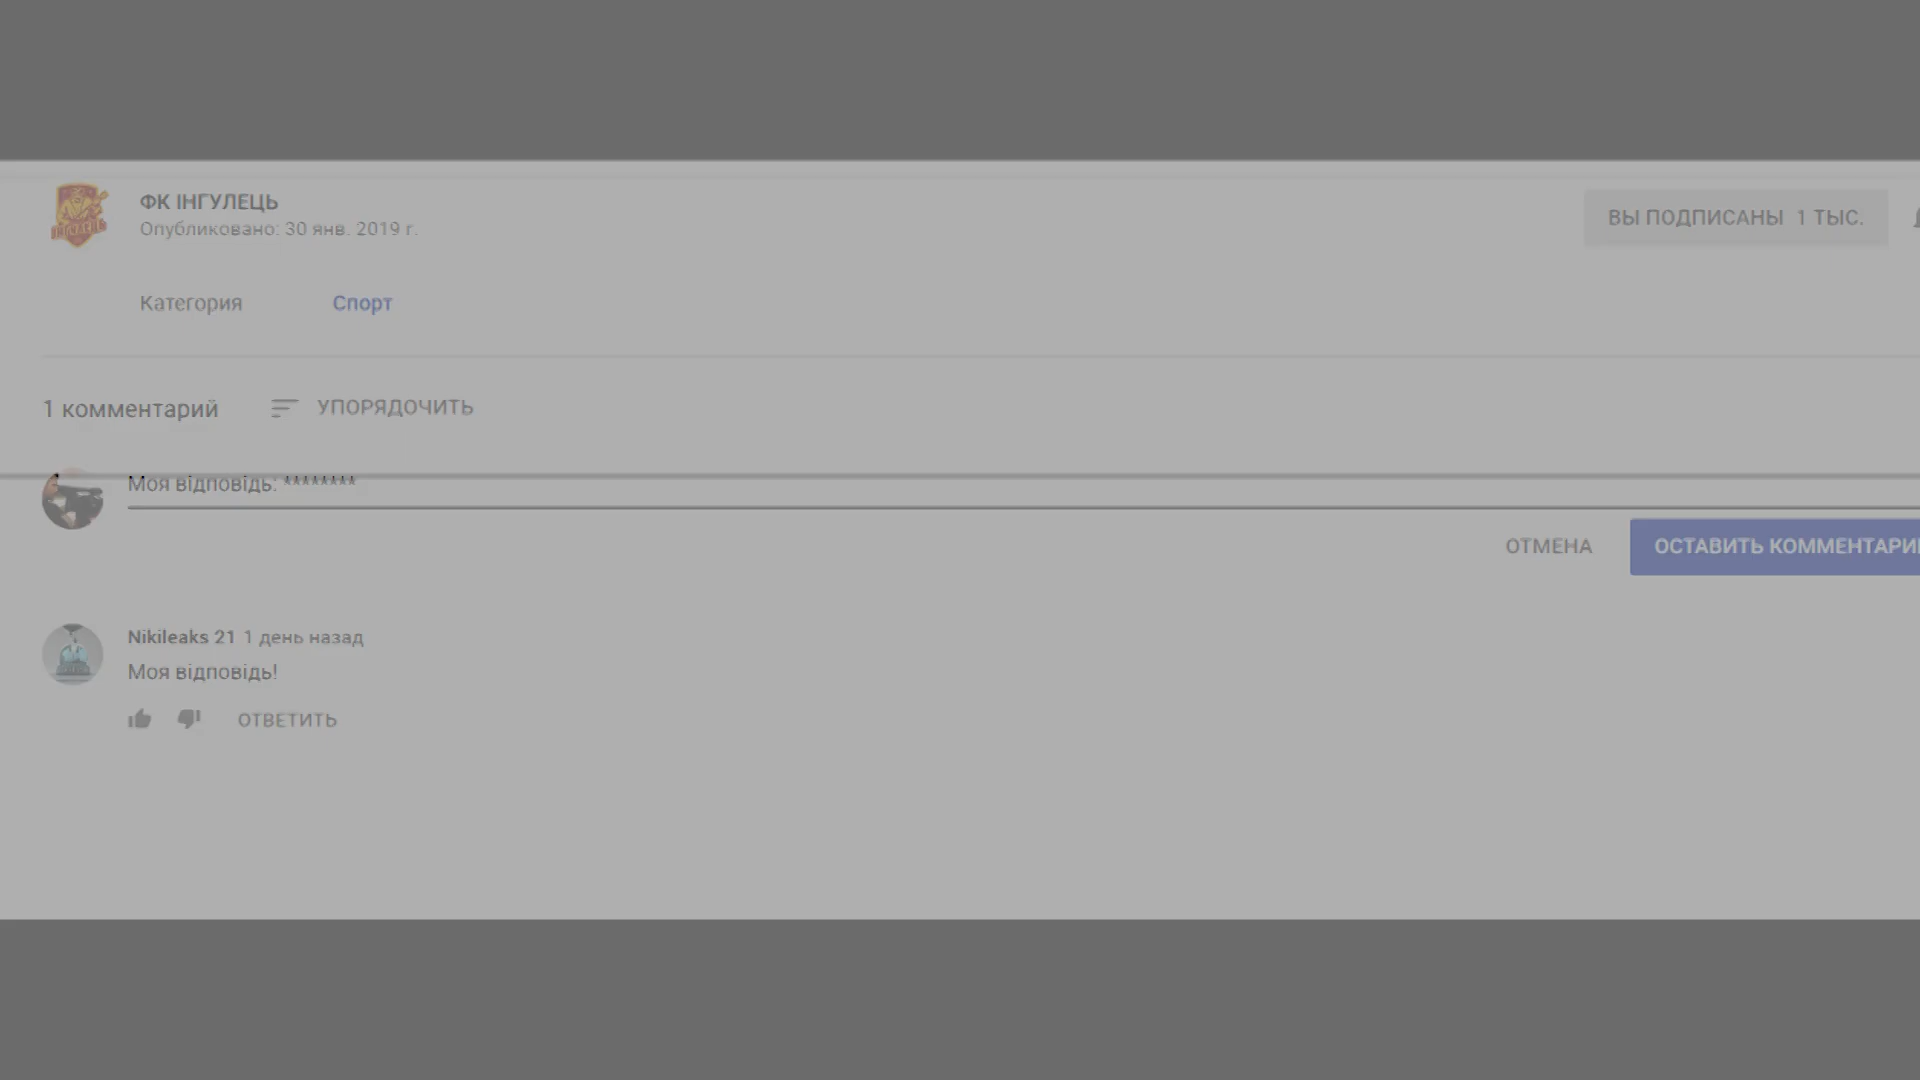 ФК ІНГУЛЕЦЬ
Опубликовано: 30 янв. 2019 г.
ВЫ ПОДПИСАНЫ 1 ТЫС.
Категория Спорт
1 комментарий УПОРЯДОЧИТЬ
Моя відповідь: ********
ОТМЕНА ОСТАВИТЬ
Nikileaks 21 1 день назад
Моя відповідь!
ОТВЕТИТЬ